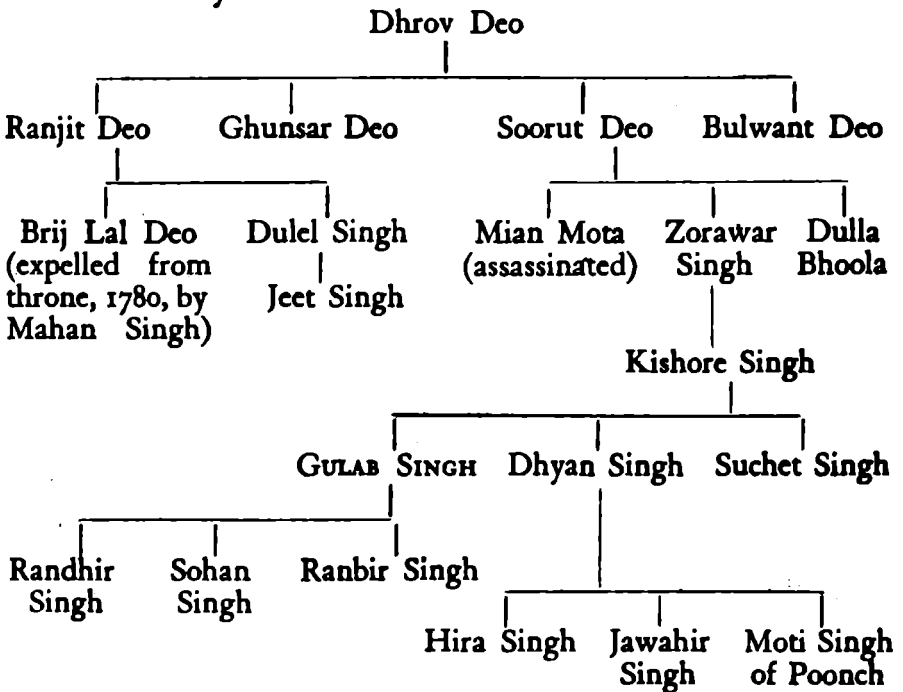 Dhrov Deo
Ranjit Deo Ghunsar Deo Soorut Deo Bulwant Deo
Brij Lal Deo
(expelled from
throne, 1780, by
Mahan Singh)
Dulel Singh
Jeet Singh
Mian Mota
(assassinated)
Zorawar
Singh
Dulla
Bhoola
Kishore Singh
GULAB SINGH Dhyan Singh Suchet Singh
Randhir
Singh
Sohan
Singh
Ranbir Singh
Hira Singh
Jawahir
Singh
Moti Singh
of Poonch